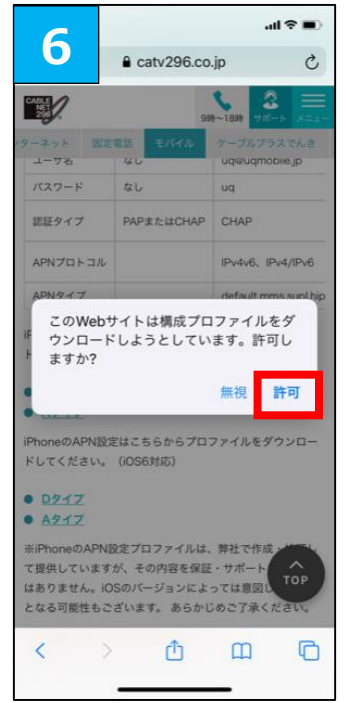 6
catv296.co.jp
CABLE
NET
296
9時～18時
サポート
メニュー
ターネット 固定電話 モバイル ケーブルプラスでんき
ユーザ名 なし uq@uqmobile.jp
パスワード なし uq
認証タイプ PAPまたはCHAP CHAP
APNプロトコル IPv4v6、IPv4/IPv6
APNタイプ default,mms,supl,hip
このWebサイトは構成プロファイルをダ
ウンロードしようとしています。許可し
ますか?
無視 許可
iPhoneのAPN設定はこちらからプロファイルをダウンロー
ドしてください。（iOS6対応）
Dタイプ
Aタイプ
※iPhoneのAPN設定プロファイルは、弊社で作成・
て提供していますが、その内容を保証・サポート
はありません。iOSのバージョンによっては意図し
となる可能性もございます。あらかじめご了承ください。
TOP